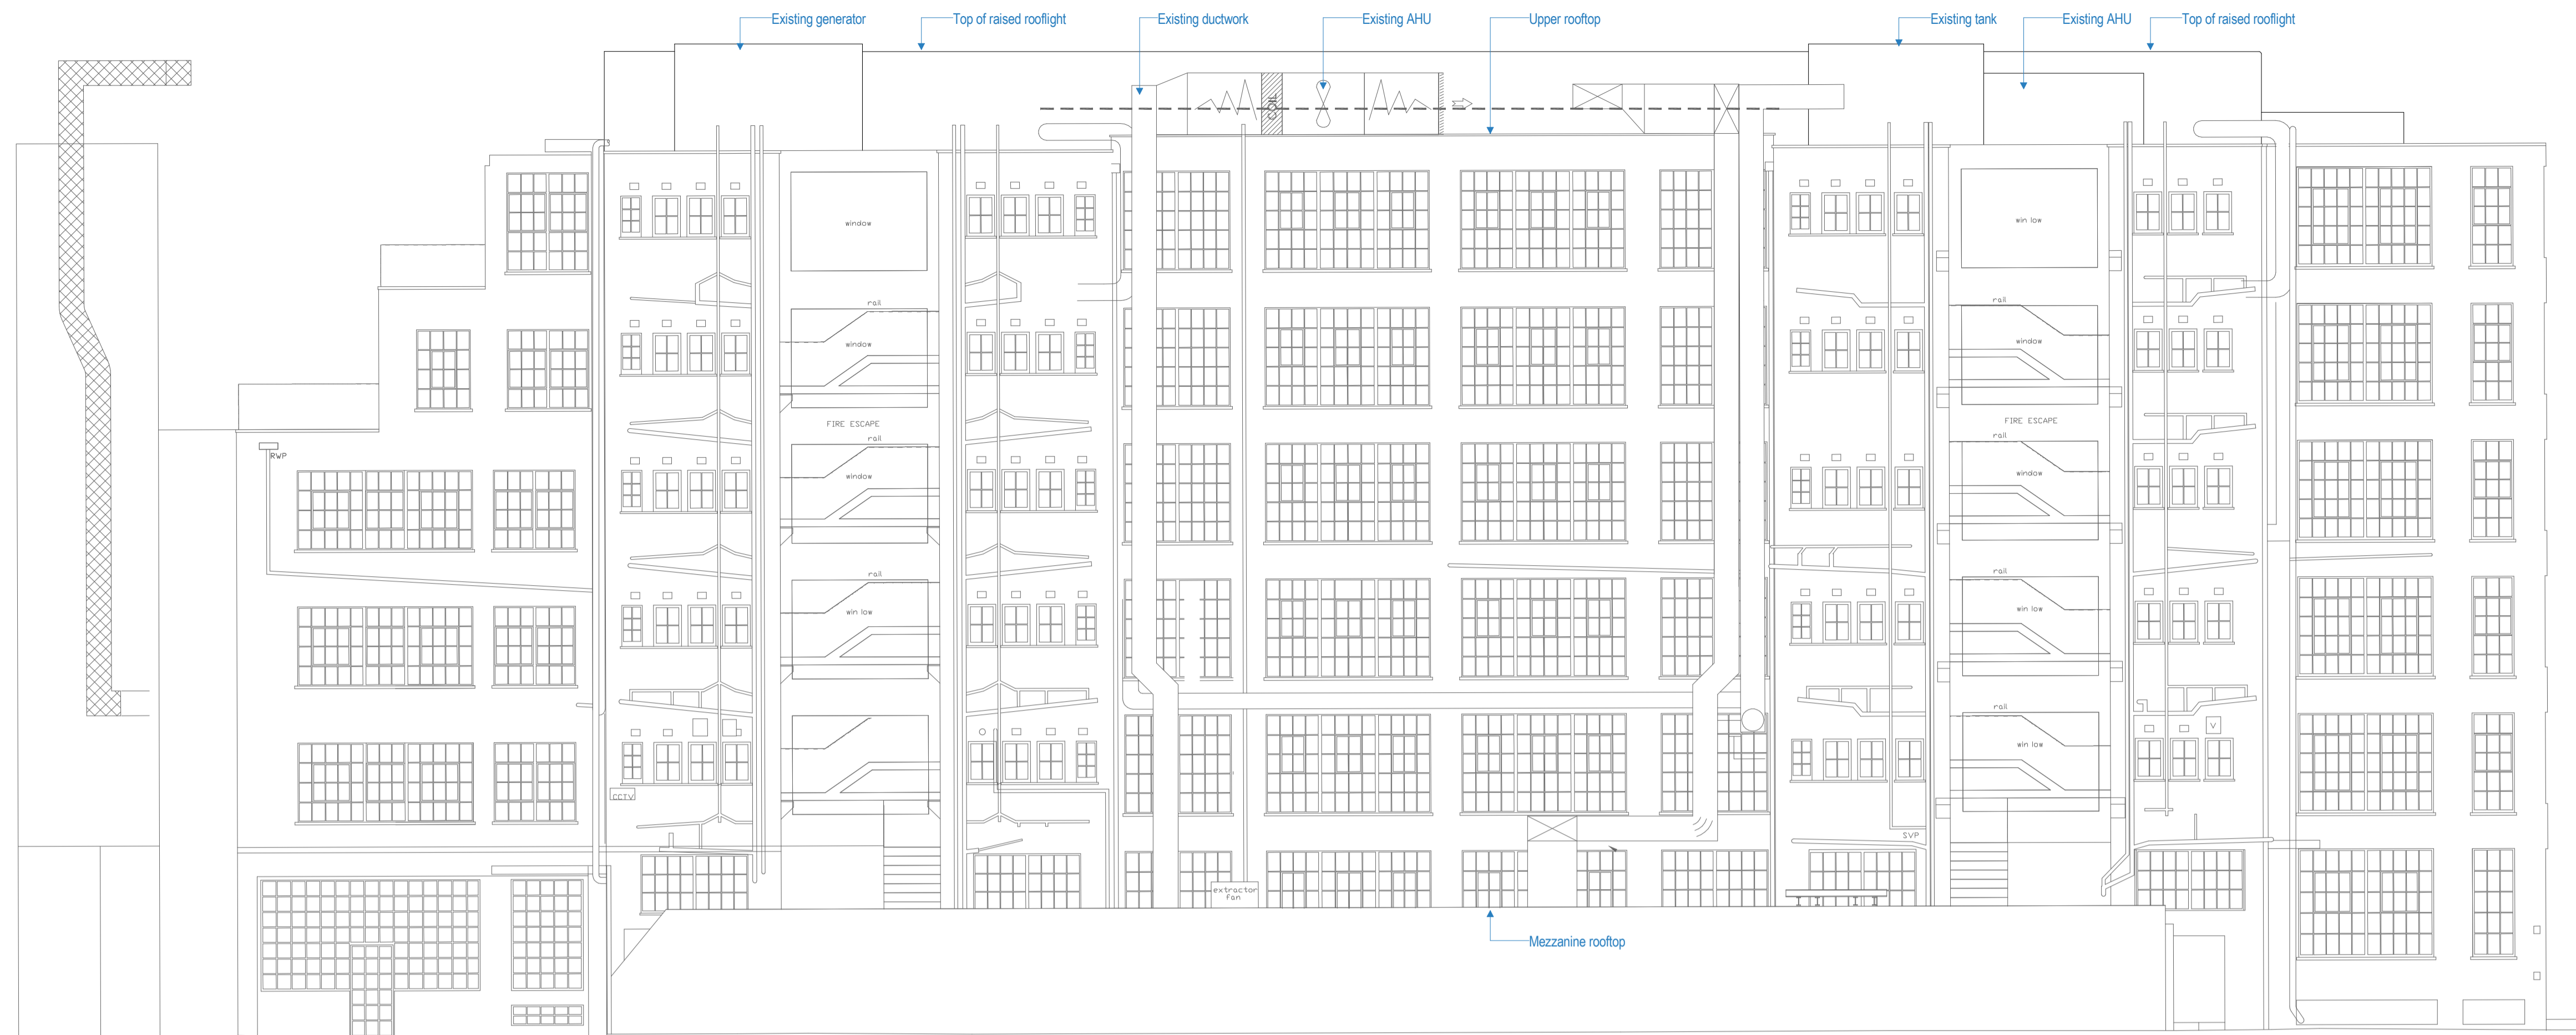 Existing generator
Top of raised rooflight
Existing ductwork
Existing AHU
Upper rooftop
Existing tank
Existing AHU
Top of raised rooflight
COIL
window
win low
rail
rail
window
window
FIRE ESCAPE
FIRE ESCAPE
rail
rail
RWP
window
window
rail
rail
win low
win low
rail
V
win low
CCTV
SVP
extractor
fan
Mezzanine rooftop